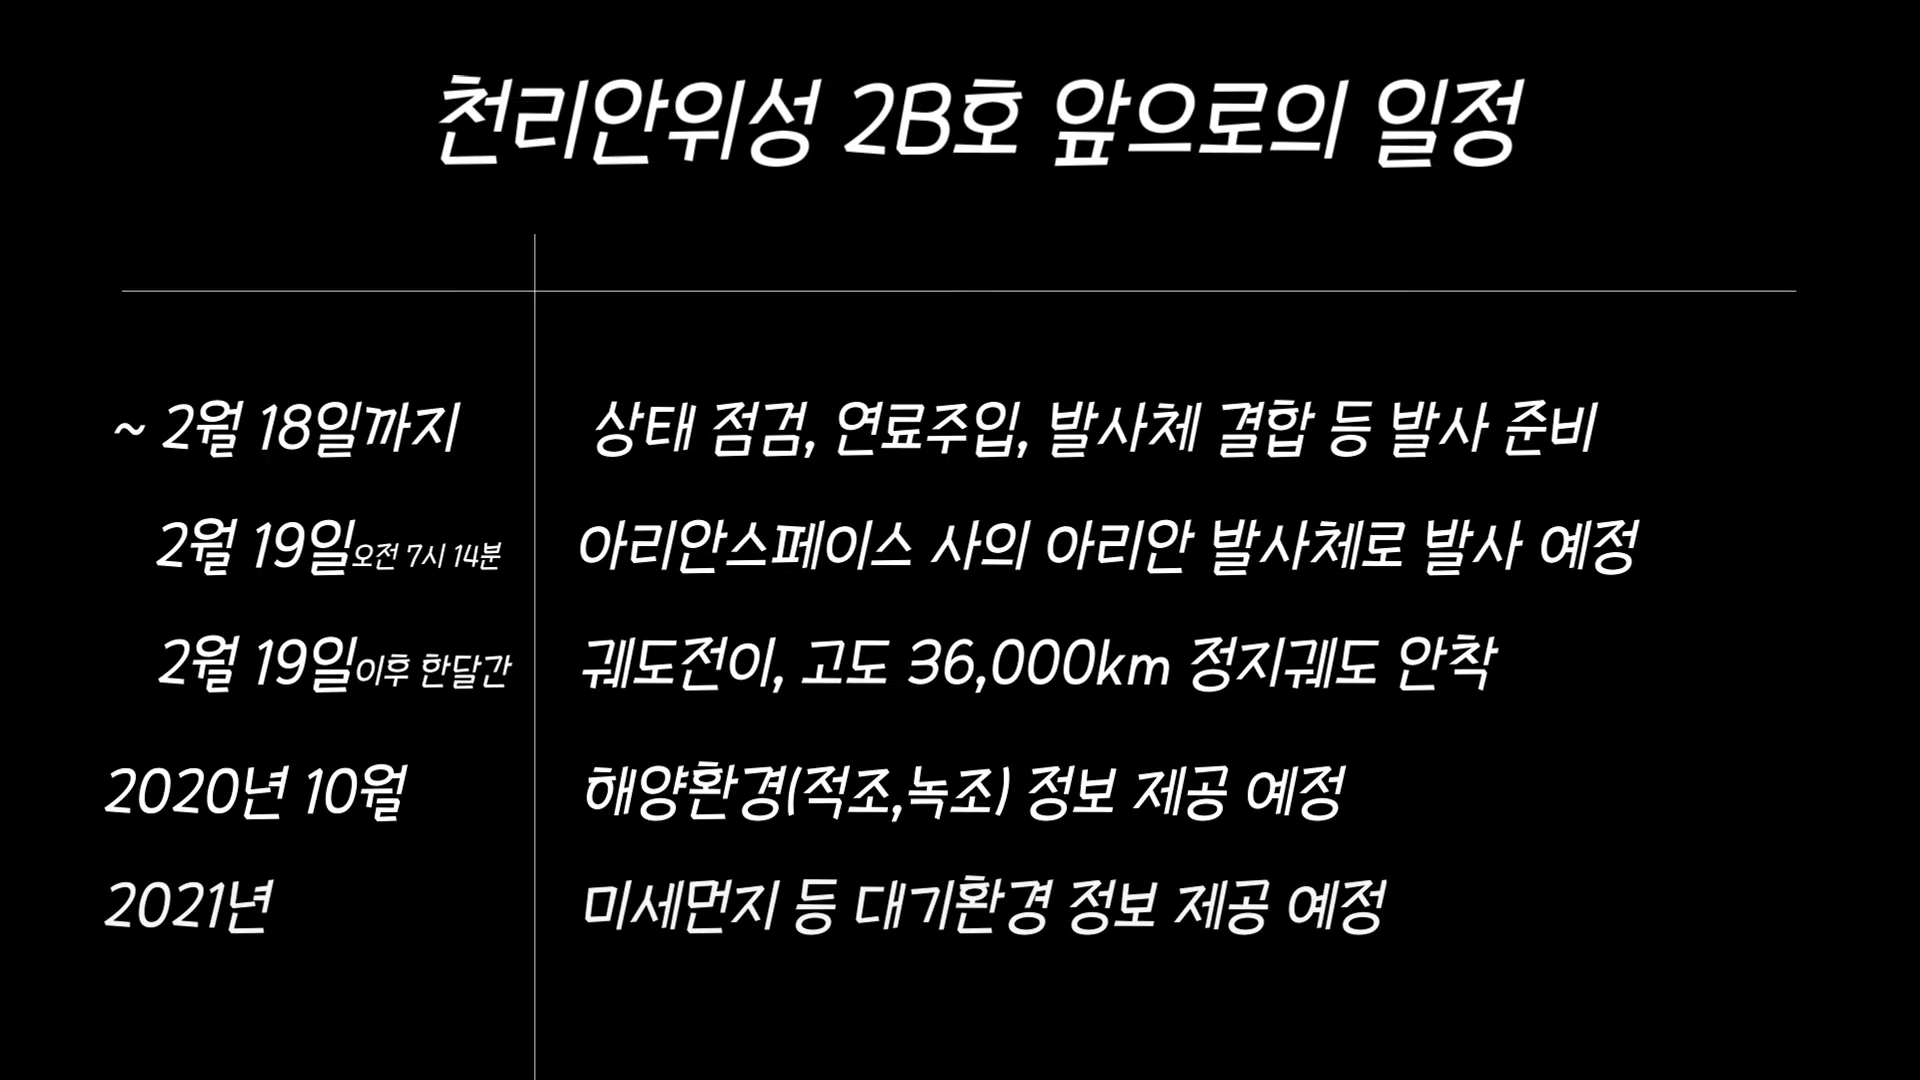 천리안위성 2B호 앞으로의 일정
~ 2월 18일까지 상태 점검, 연료주입, 발사체 결합 등 발사 준비
2월 19일오전 7시 14분 아리안스페이스 사의 아리안 발사체로 발사 예정
2월 19일이후 한달간 궤도전이, 고도 36,000km 정지궤도 안착
2020년 10월 해양환경(적조,녹조) 정보 제공 예정
2021년 미세먼지 등 대기환경 정보 제공 예정